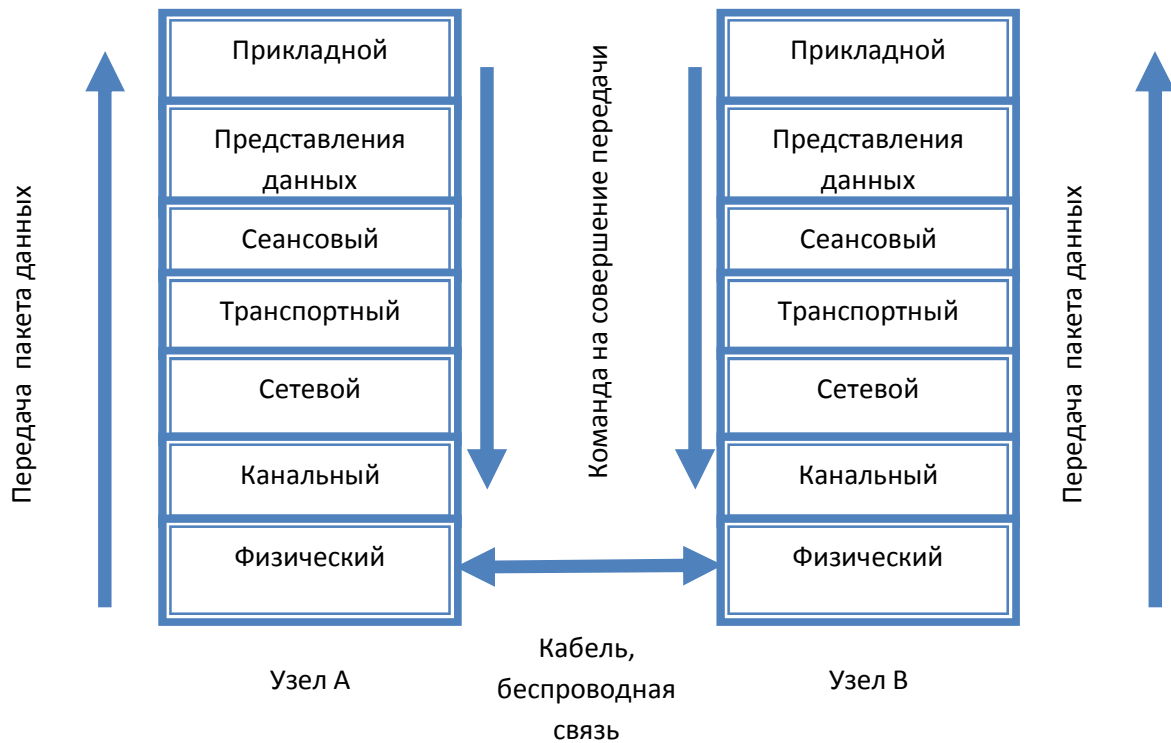 Передача пакета данных
Прикладной
Представления
данных
Сеансовый
Транспортный
Сетевой
Канальный
Физический
Узел А
Команда на совершение передачи
Кабель,
беспроводная
связь
Прикладной
Представления
данных
Сеансовый
Транспортный
Сетевой
Канальный
Физический
Узел В
Передача пакета данных